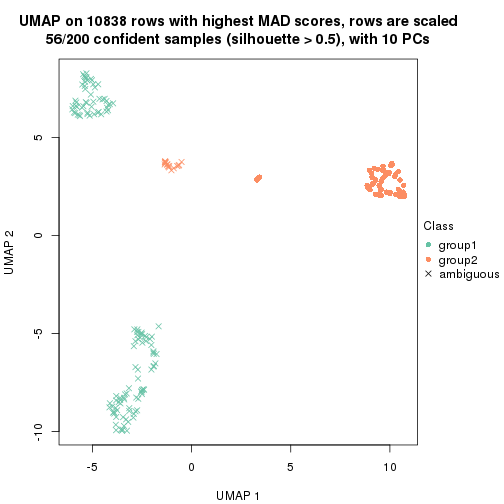 UMAP on 10838 rows with highest MAD scores, rows are scaled
56/200 confident samples (silhouette > 0.5), with 10 PCs
5
0
-5
-10
UMAP 2
-5
0
5
10
UMAP 1
Class
group1
group2
ambiguous